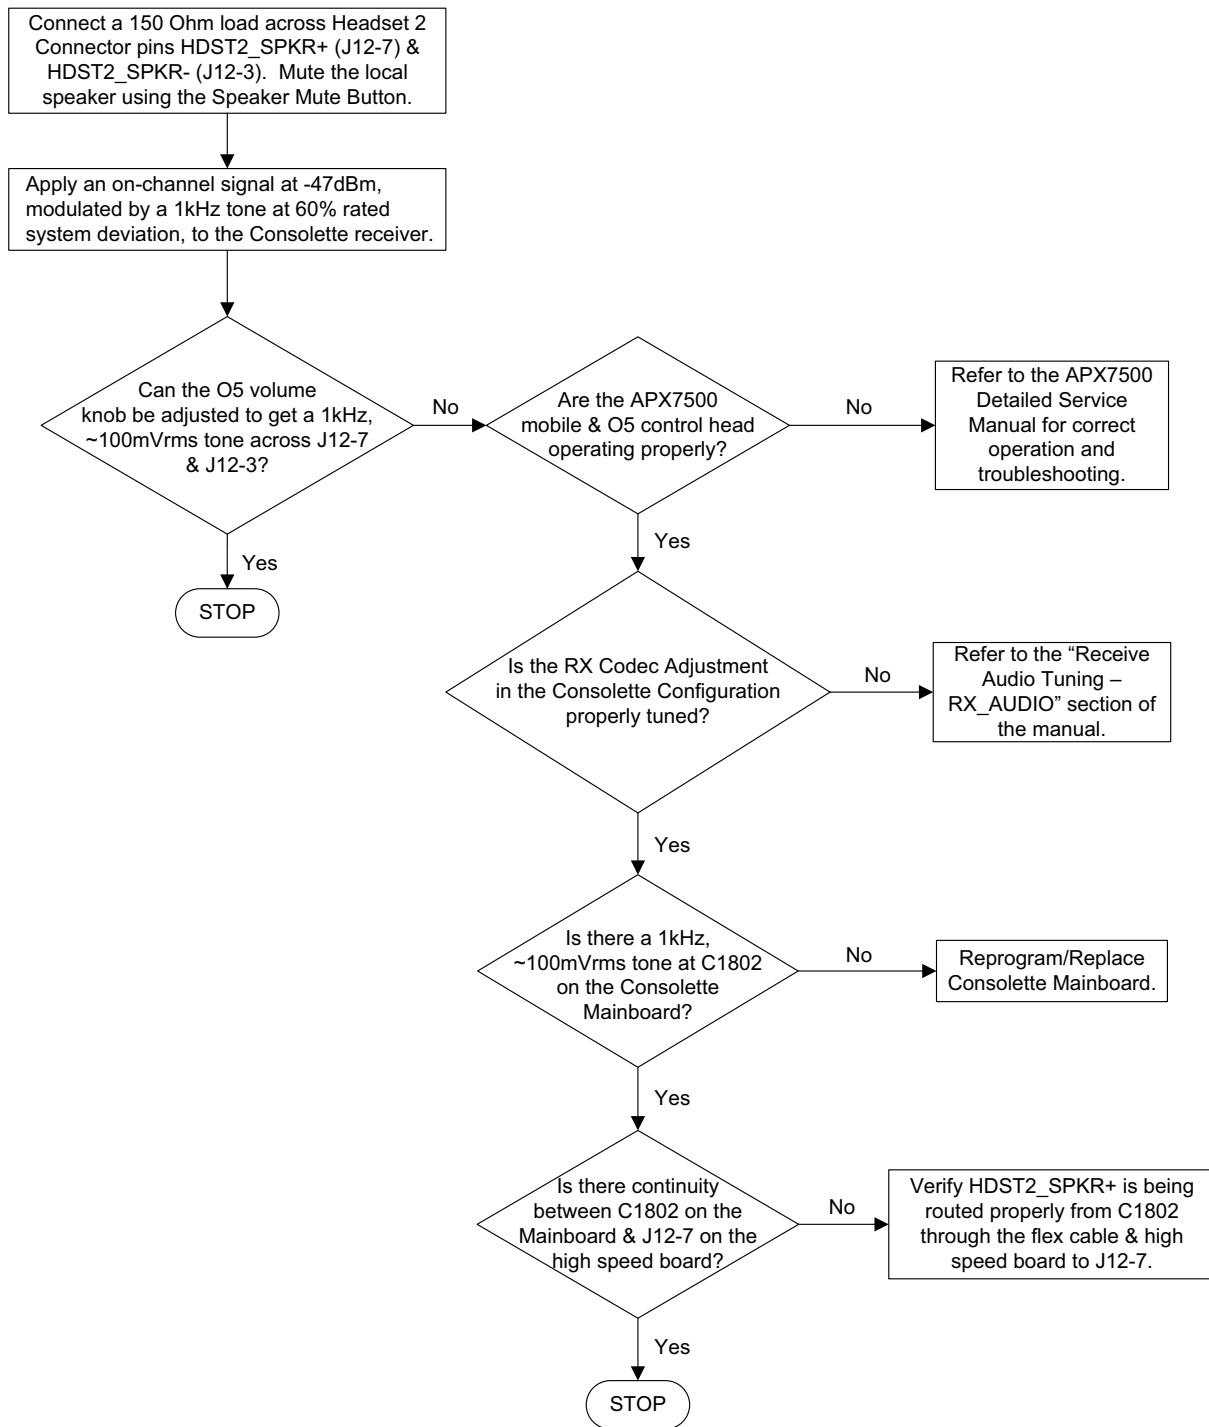 Connect a 150 Ohm load across Headset 2
Connector pins HDST2_SPKR+ (J12-7) &
HDST2_SPKR- (J12-3).  Mute the local
speaker using the Speaker Mute Button.
Apply an on-channel signal at -47dBm,
modulated by a 1kHz tone at 60% rated
system deviation, to the Consolette receiver.
Can the O5 volume
knob be adjusted to get a 1kHz,
~100mVrms tone across J12-7
& J12-3?
No
Yes
STOP
Are the APX7500
mobile & O5 control head
operating properly?
No
Refer to the APX7500
Detailed Service
Manual for correct
operation and
troubleshooting.
Yes
Is the RX Codec Adjustment
in the Consolette Configuration
properly tuned?
No
Refer to the “Receive
Audio Tuning –
RX_AUDIO” section of
the manual.
Yes
Is there a 1kHz,
~100mVrms tone at C1802
on the Consolette
Mainboard?
No
Reprogram/Replace
Consolette Mainboard.
Yes
Is there continuity
between C1802 on the
Mainboard & J12-7 on the
high speed board?
No
Verify HDST2_SPKR+ is being
routed properly from C1802
through the flex cable & high
speed board to J12-7.
Yes
STOP